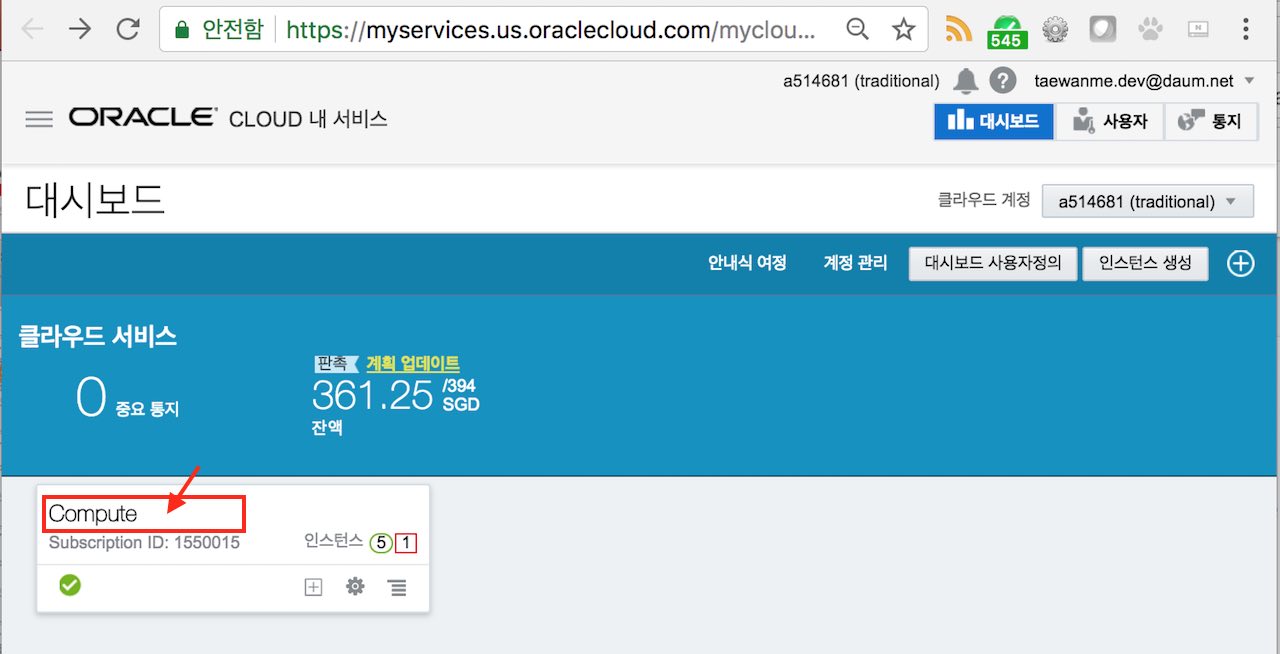 안전함 https://myservices.us.oraclecloud.com/myclou...
545
a514681 (traditional) ? taewanme.dev@daum.net
ORACLE CLOUD 내 서비스
대시보드 사용자 통지
대시보드
클라우드 계정 a514681 (traditional)
안내식 여정 계정 관리 대시보드 사용자정의 인스턴스 생성
클라우드 서비스
0 중요 통지
판촉 계획 업데이트
361.25 /394 SGD
잔액
Compute
Subscription ID: 1550015
인스턴스 5 1